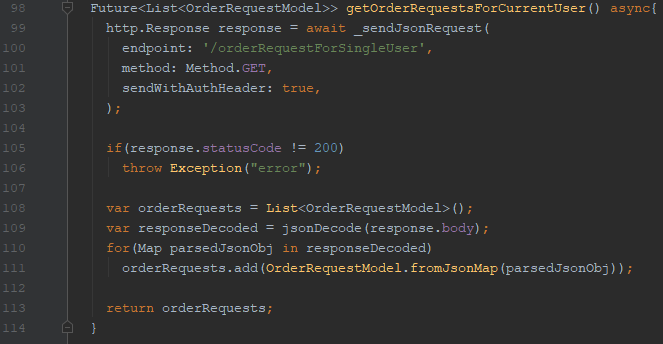 98 Future<List<OrderRequestModel>> getOrderRequestsForCurrentUser() async{
99 http.Response response = await _sendJsonRequest(
100 endpoint: '/orderRequestForSingleUser',
101 method: Method.GET,
102 sendWithAuthHeader: true,
103 );
104
105 if(response.statusCode != 200)
106 throw Exception("error");
107
108 var orderRequests = List<OrderRequestModel>();
109 var responseDecoded = jsonDecode(response.body);
110 for(Map parsedJsonObj in responseDecoded)
111 orderRequests.add(OrderRequestModel.fromJsonMap(parsedJsonObj));
112
113 return orderRequests;
114 }